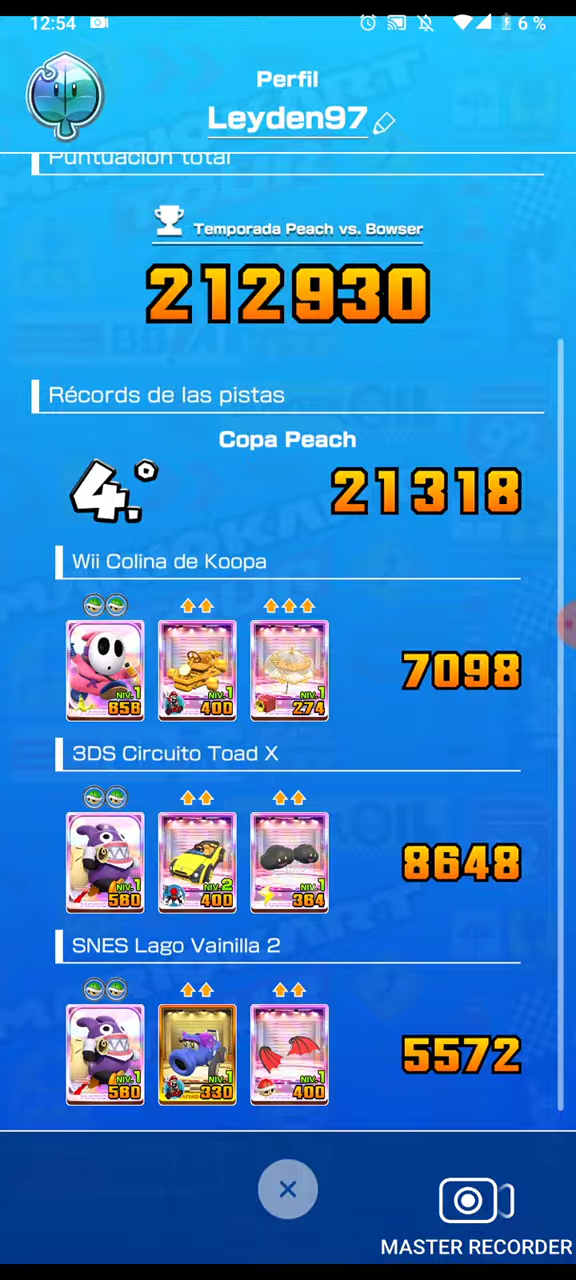 12:54
6 %
Perfil
Leyden97
Puntuación total
Temporada Peach vs. Bowser
212930
Récords de las pistas
Copa Peach
4.° 21318
Wii Colina de Koopa
NIV.1 NIV.1 NIV.1
658 400 274
7098
3DS Circuito Toad X
NIV.1 NIV.2 NIV.1
560 400 364
8648
SNES Lago Vainilla 2
NIV.1 NIV.1 NIV.1
560 330 400
5572
MASTER RECORDER